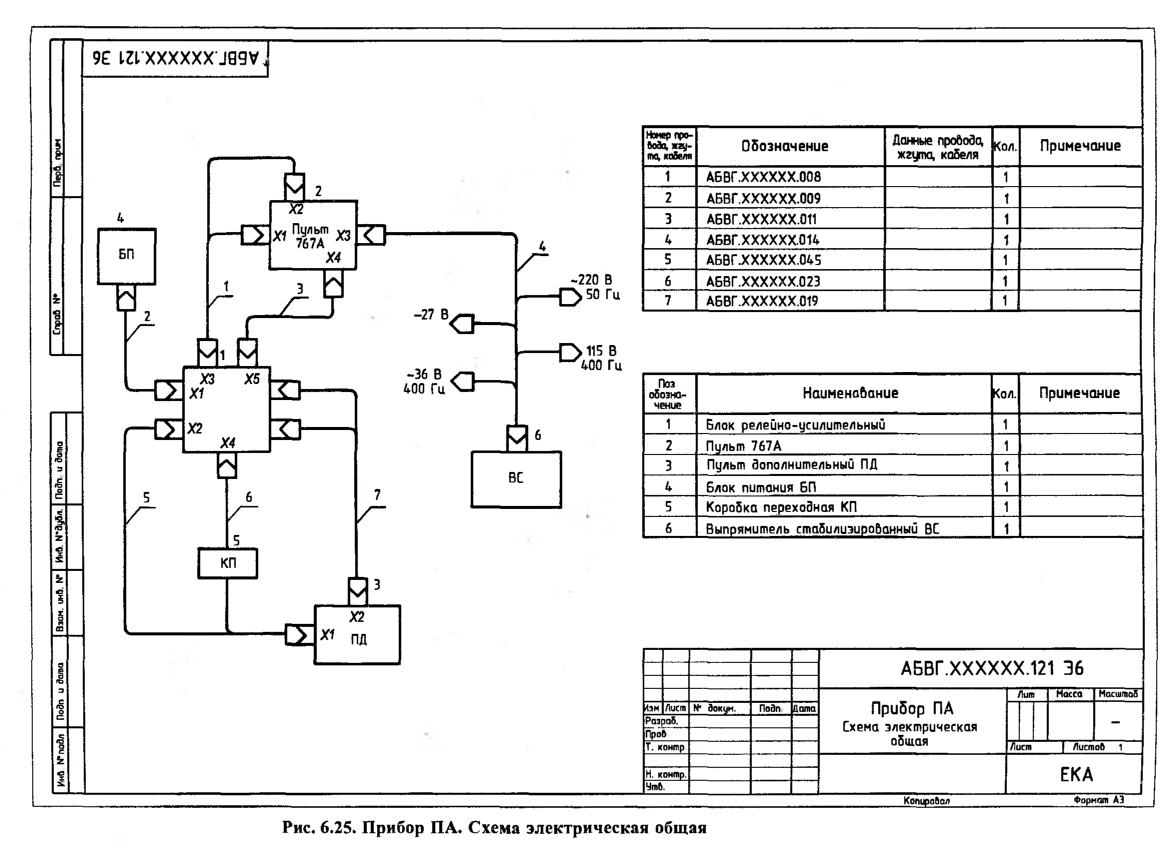 АБВГ.XXXXXX.121 Э6
Перв. прим
Справ №
Подп. и дата
Инв. №дубл.
Взам. инв. №
Подп. и дата
Инв. №подл
4
БП
2
X2
X1 Пульт X3
767А
X4
1
3
2
4
~220 В
50 Гц
−27 В
115 В
400 Гц
~36 В
400 Гц
1
X3 X5
X1
X2
X4
6
ВС
5
6
7
5
КП
3
X2
X1 ПД
Номер провода, жгута, кабеля Обозначение Данные провода, жгута, кабеля Кол. Примечание
1 АБВГ.XXXXXX.008 1
2 АБВГ.XXXXXX.009 1
3 АБВГ.XXXXXX.011 1
4 АБВГ.XXXXXX.014 1
5 АБВГ.XXXXXX.045 1
6 АБВГ.XXXXXX.023 1
7 АБВГ.XXXXXX.019 1
Поз обозначение Наименование Кол. Примечание
1 Блок релейно-усилительный 1
2 Пульт 767А 1
3 Пульт дополнительный ПД 1
4 Блок питания БП 1
5 Коробка переходная КП 1
6 Выпрямитель стабилизированный ВС 1
АБВГ.XXXXXX.121 Э6
Изм Лист № докум. Подп. Дата
Разраб.
Пров
Т. контр
Н. контр.
Утв.
Прибор ПА
Схема электрическая
общая
Лит Масса Масштаб
–
Лист Листов 1
ЕКА
Копировал Формат А3
Рис. 6.25. Прибор ПА. Схема электрическая общая